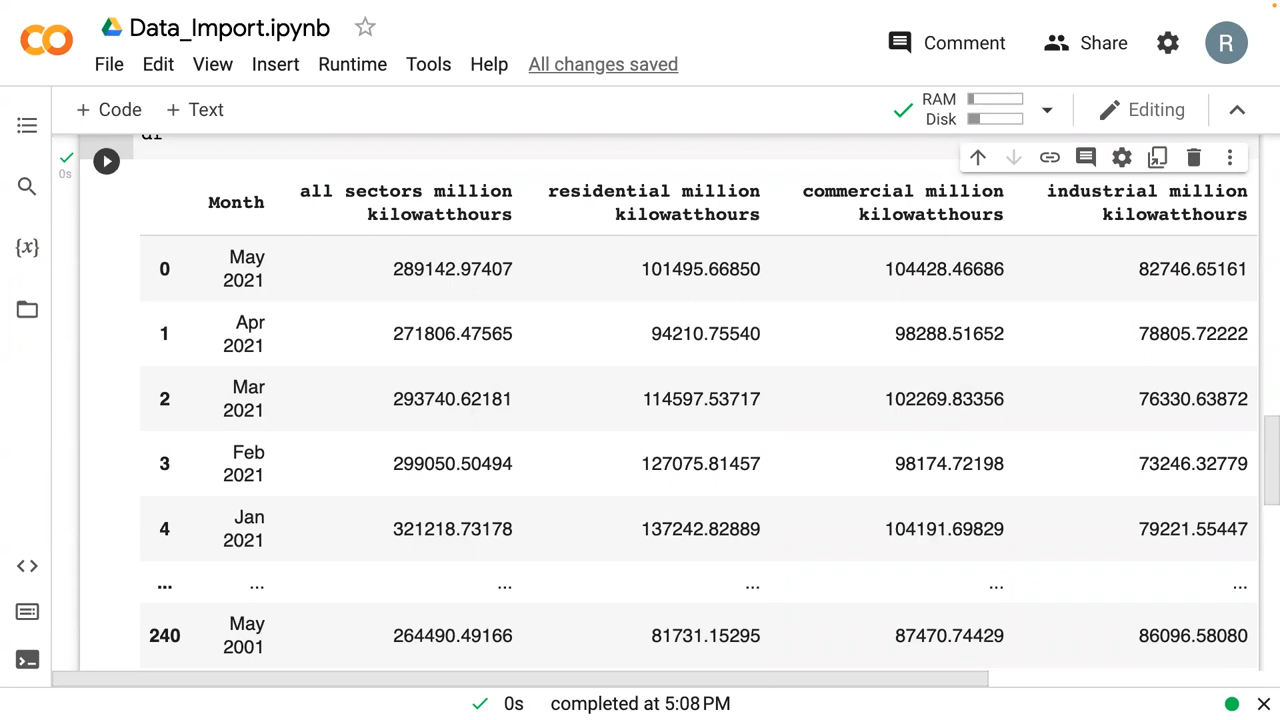 Data_Import.ipynb
Comment
Share
R
File Edit View Insert Runtime Tools Help All changes saved
+ Code + Text
RAM
Disk
Editing
df
0s
Month all sectors million kilowatthours residential million kilowatthours commercial million kilowatthours industrial million kilowatthours
0 May 2021 289142.97407 101495.66850 104428.46686 82746.65161
1 Apr 2021 271806.47565 94210.75540 98288.51652 78805.72222
2 Mar 2021 293740.62181 114597.53717 102269.83356 76330.63872
3 Feb 2021 299050.50494 127075.81457 98174.72198 73246.32779
4 Jan 2021 321218.73178 137242.82889 104191.69829 79221.55447
... ... ... ... ... ...
240 May 2001 264490.49166 81731.15295 87470.74429 86096.58080
0s completed at 5:08 PM